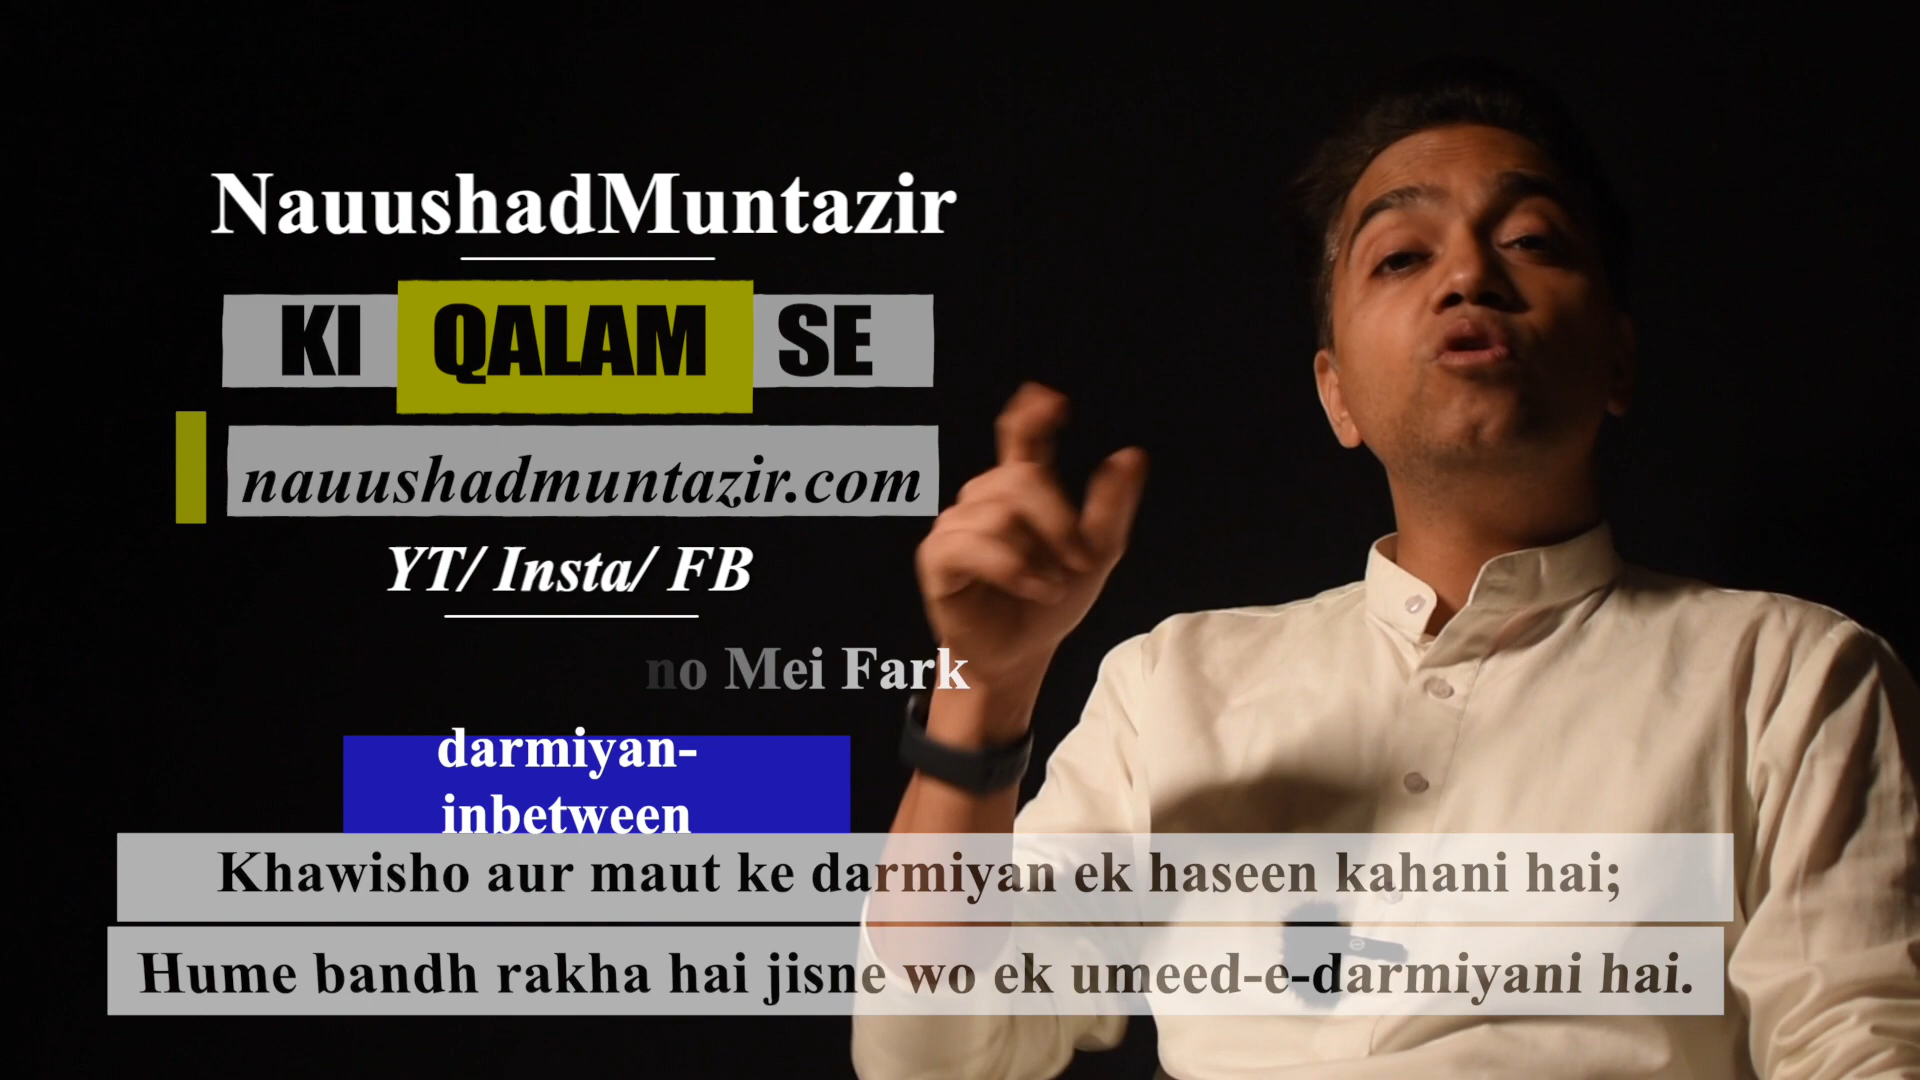 NauushadMuntazir
KI QALAM SE
nauushadmuntazir.com
YT/ Insta/ FB
no Mei Fark
darmiyan-
inbetween
Khawisho aur maut ke darmiyan ek haseen kahani hai;
Hume bandh rakha hai jisne wo ek umeed-e-darmiyani hai.